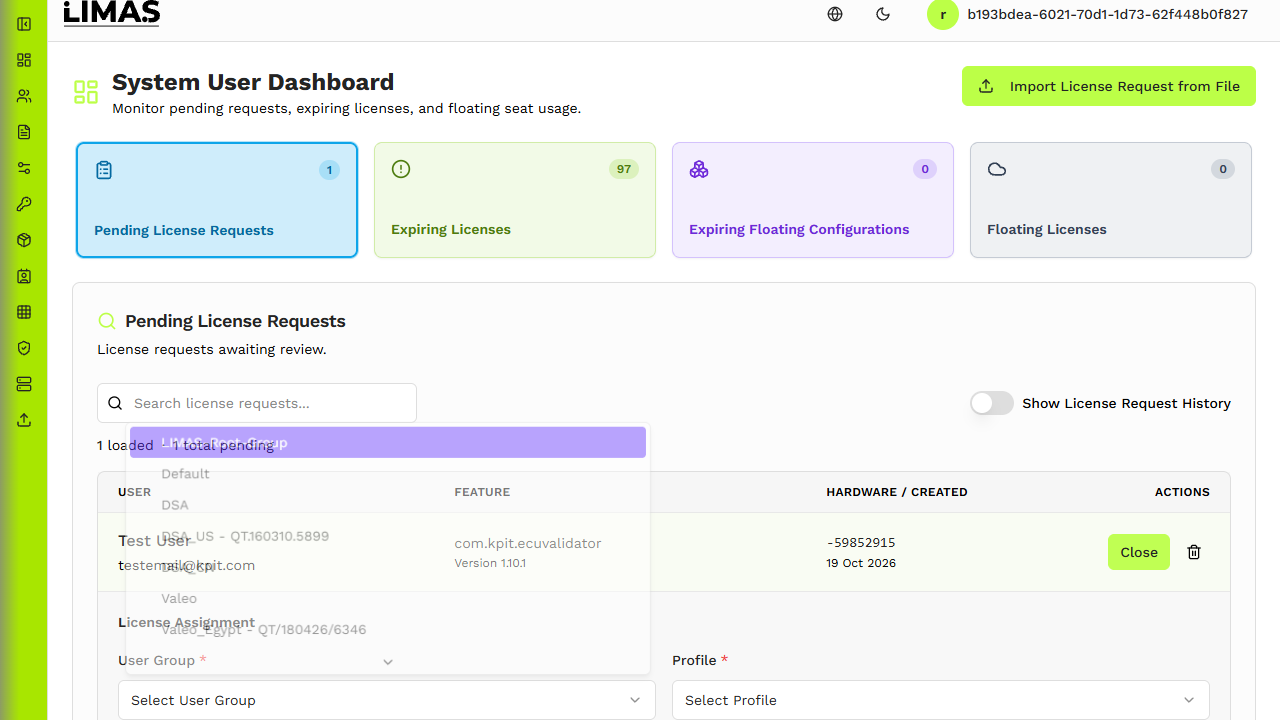 LIMAS
r
b193bdea-6021-70d1-1d73-62f448b0f827
System User Dashboard
Monitor pending requests, expiring licenses, and floating seat usage.
Import License Request from File
1
97
0
0
Pending License Requests
Expiring Licenses
Expiring Floating Configurations
Floating Licenses
Pending License Requests
License requests awaiting review.
Search license requests...
Show License Request History
1 loaded - 1 total pending.
LIMAS_Root_Group
Default
DSA
DSA_US - QT.160310.5899
Valeo
Valeo_Egypt - QT/180426/6346
USER
FEATURE
HARDWARE / CREATED
ACTIONS
Test User
testemail@kpit.com
com.kpit.ecuvalidator
Version 1.10.1
-59852915
19 Oct 2026
Close
License Assignment
User Group *
Profile *
Select User Group
Select Profile